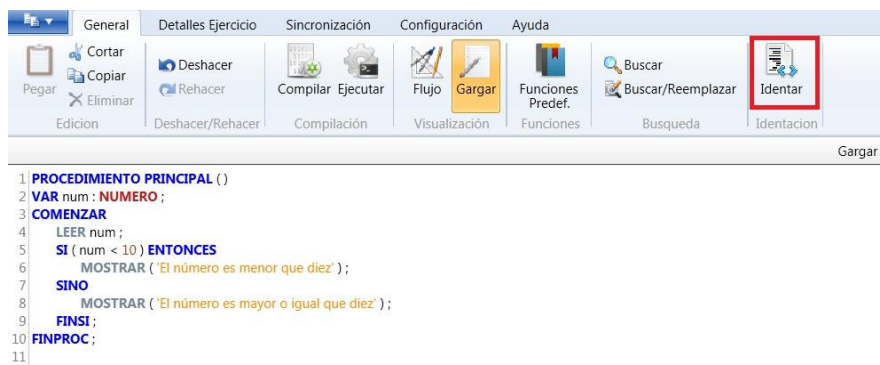 General Detalles Ejercicio Sincronización Configuración Ayuda
Pegar
Cortar
Copiar
Eliminar
Edicion
Deshacer
Rehacer
Deshacer/Rehacer
Compilar Ejecutar
Compilación
Flujo Gargar
Visualización
Funciones
Predef.
Funciones
Buscar
Buscar/Reemplazar
Busqueda
Identar
Identacion
Gargar
1 PROCEDIMIENTO PRINCIPAL ( )
2 VAR num : NUMERO ;
3 COMENZAR
4 LEER num ;
5 SI ( num < 10 ) ENTONCES
6 MOSTRAR ( 'El número es menor que diez' ) ;
7 SINO
8 MOSTRAR ( 'El número es mayor o igual que diez' ) ;
9 FINSI ;
10 FINPROC ;
11